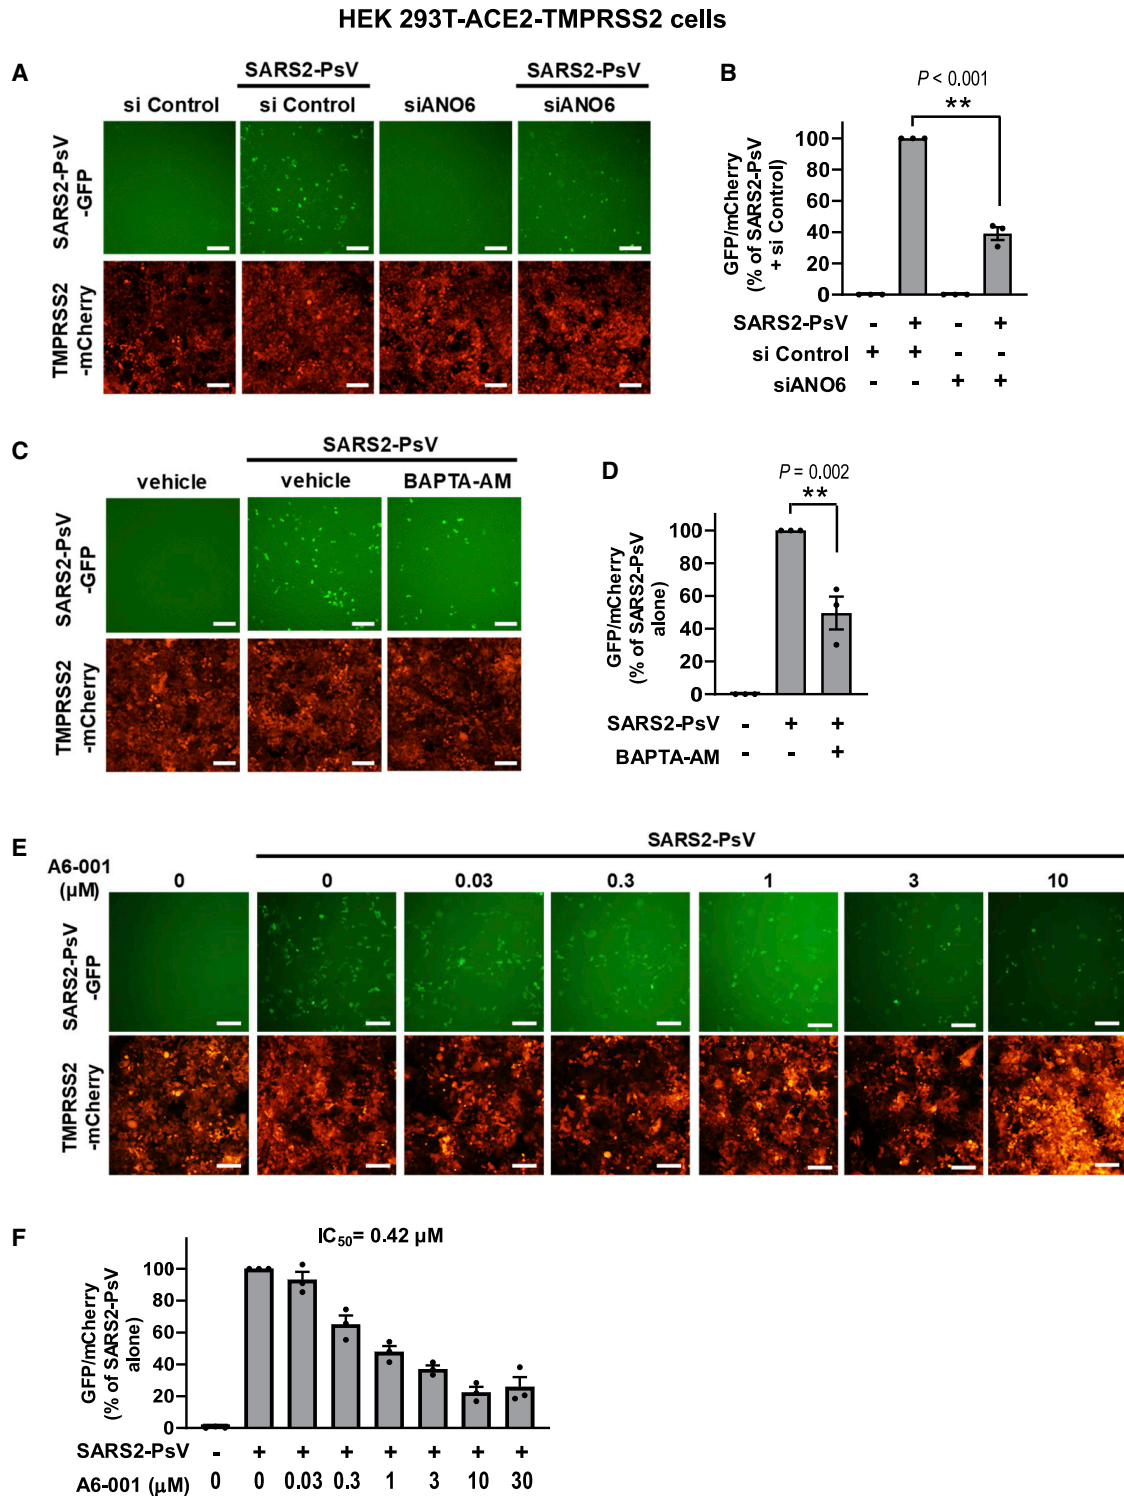 HEK 293T-ACE2-TMPRSS2 cells
A
SARS2-PsV
SARS2-PsV
si Control
si Control
siANO6
siANO6
SARS2-PsV
-GFP
TMPRSS2
-mCherry
B
P < 0.001
**
GFP/mCherry
(% of SARS2-PsV
+ si Control)
100
80
60
40
20
0
SARS2-PsV - + - +
si Control + + - -
siANO6 - - + +
C
SARS2-PsV
vehicle
vehicle
BAPTA-AM
SARS2-PsV
-GFP
TMPRSS2
-mCherry
D
P = 0.002
**
GFP/mCherry
(% of SARS2-PsV
alone)
100
80
60
40
20
0
SARS2-PsV - + +
BAPTA-AM - - +
E
SARS2-PsV
A6-001
(µM)
0 0 0.03 0.3 1 3 10
SARS2-PsV
-GFP
TMPRSS2
-mCherry
F
IC50= 0.42 µM
GFP/mCherry
(% of SARS2-PsV
alone)
100
80
60
40
20
0
SARS2-PsV - + + + + + + +
A6-001 (µM) 0 0 0.03 0.3 1 3 10 30